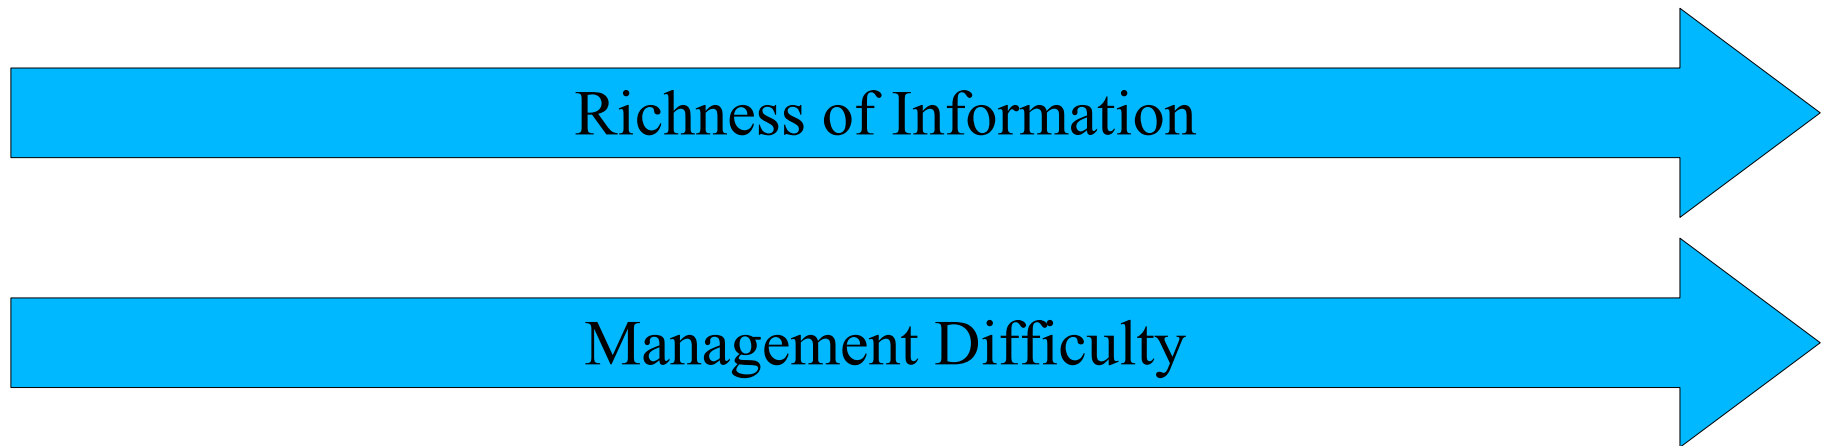 Richness of Information
Management Difficulty